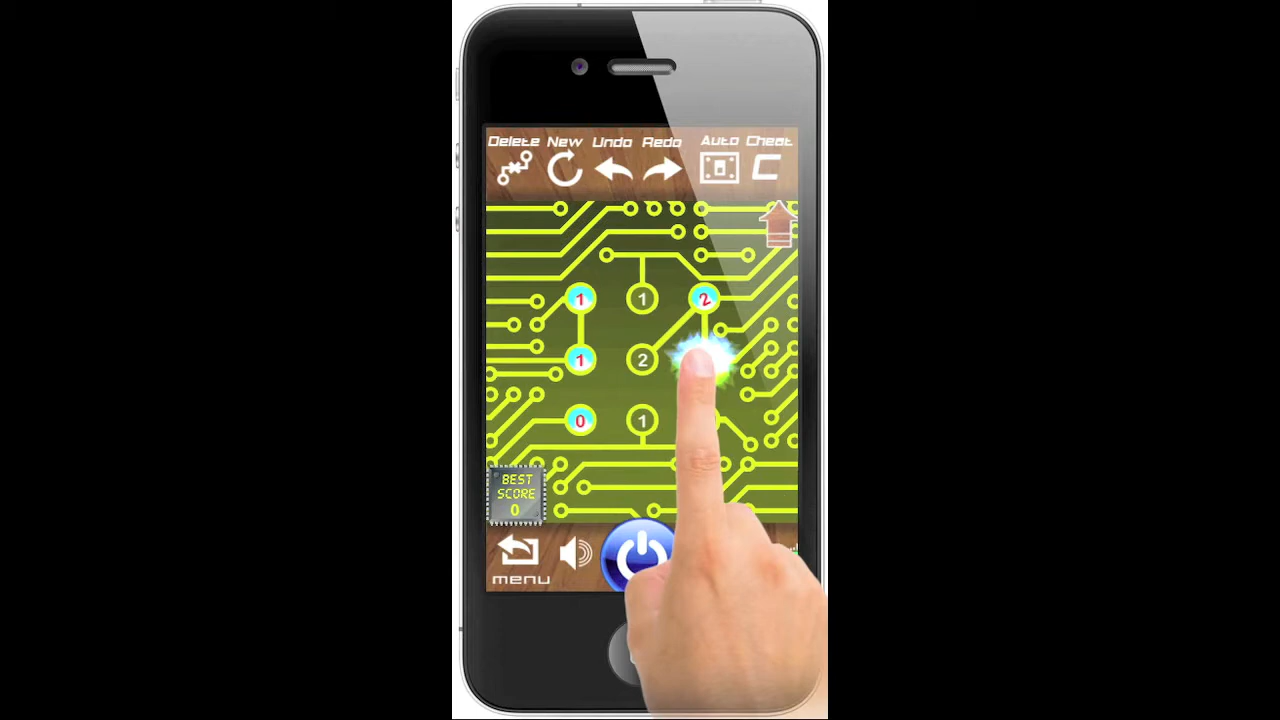 Delete New Undo Redo Auto Cheat
C
1 1 2
1 2
0 1
BEST
SCORE
0
menu